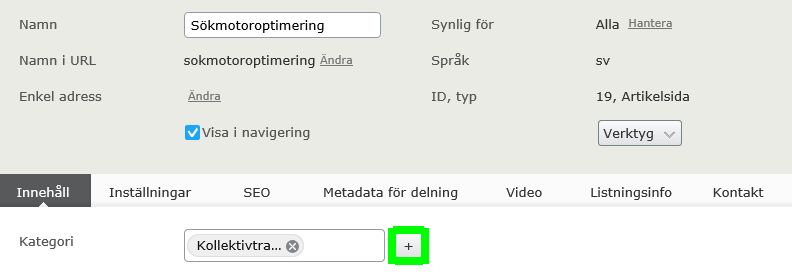 Namn Sökmotoroptimering Synlig för Alla Hantera
Namn i URL sokmotoroptimering Ändra Språk sv
Enkel adress Ändra ID, typ 19, Artikelsida
Visa i navigering Verktyg
Innehåll Inställningar SEO Metadata för delning Video Listningsinfo Kontakt
Kategori Kollektivtra... +